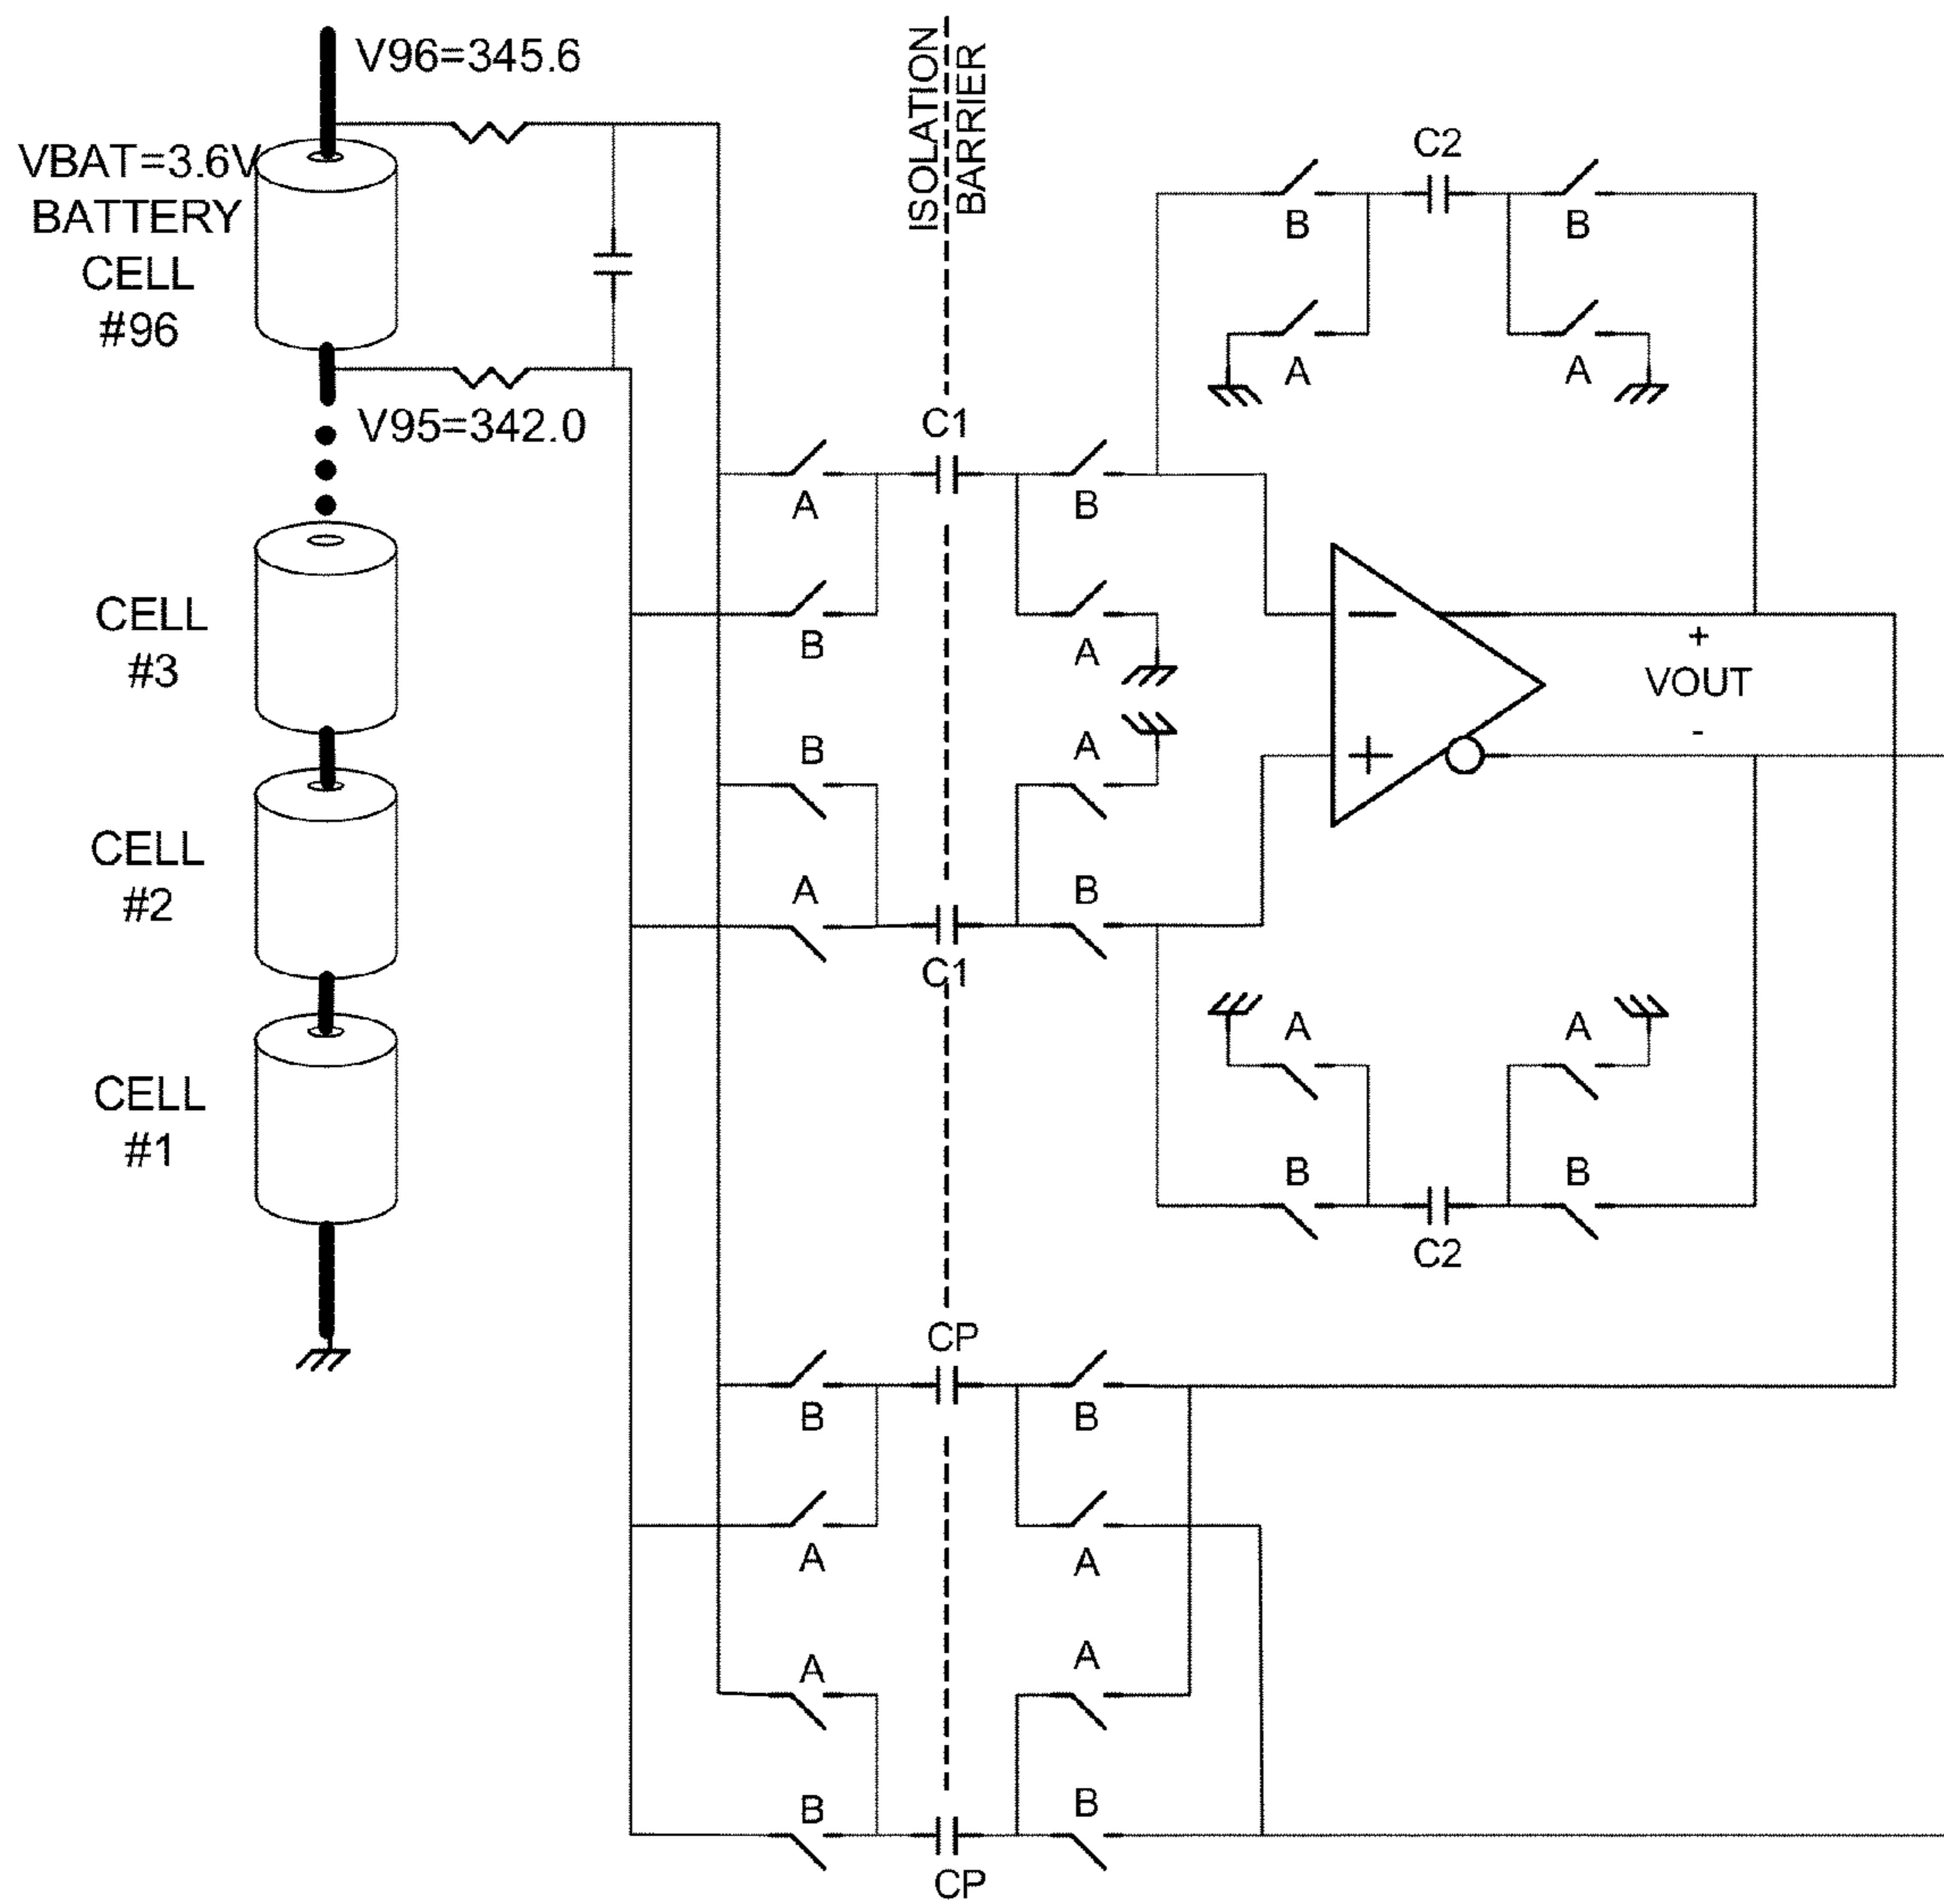 V96=345.6
VBAT=3.6V
BATTERY
CELL
#96
V95=342.0
CELL
#3
CELL
#2
CELL
#1
ISOLATION
BARRIER
C1
A
B
B
A
B
A
A
B
C1
C2
B
B
A
A
−
+
+
VOUT
-
A
A
B
B
C2
CP
B
B
A
A
A
A
B
B
CP